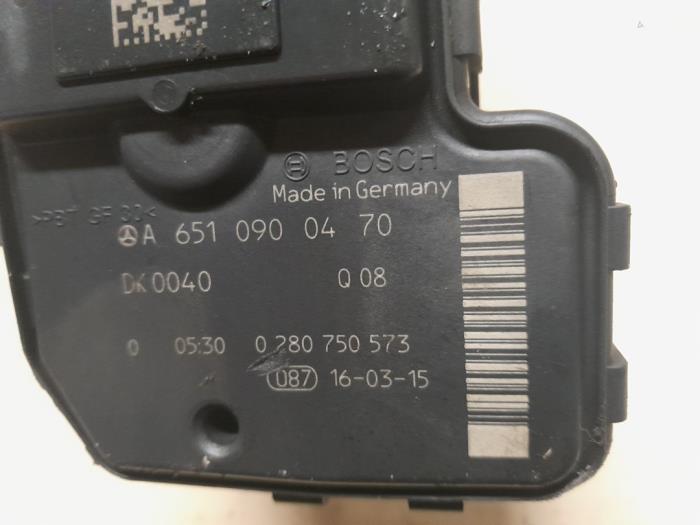 BOSCH
Made in Germany
>PBT GF 30<
A 651 090 04 70
DK0040 Q 08
0 05:30 0 280 750 573
087 16-03-15